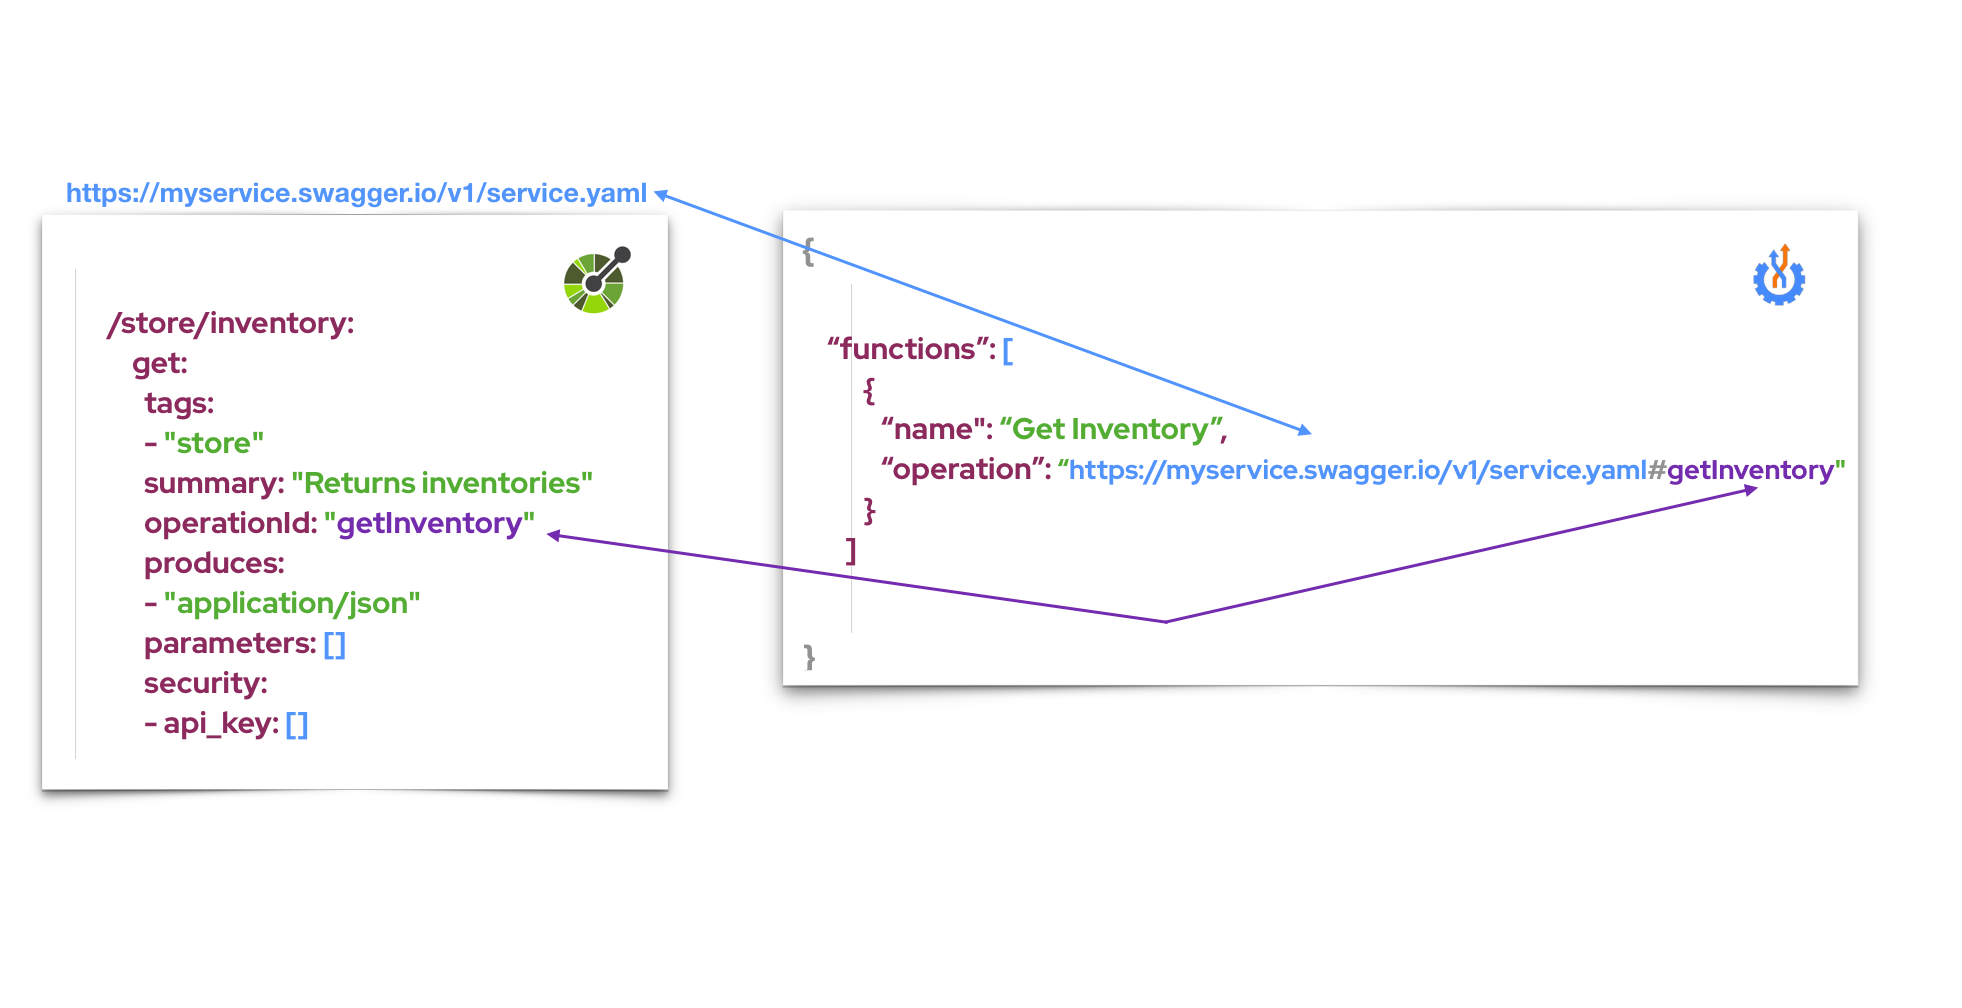 https://myservice.swagger.io/v1/service.yaml
/store/inventory:
get:
tags:
- "store"
summary: "Returns inventories"
operationId: "getInventory"
produces:
- "application/json"
parameters: []
security:
- api_key: []
{
“functions”: [
{
“name": “Get Inventory”,
“operation”: “https://myservice.swagger.io/v1/service.yaml#getInventory"
}
]
}